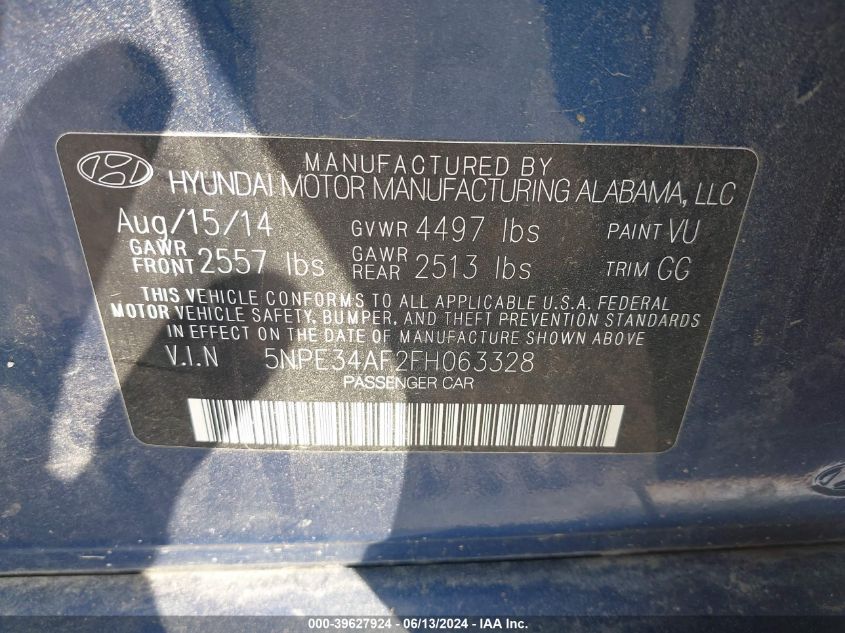 MANUFACTURED BY
HYUNDAI MOTOR MANUFACTURING ALABAMA, LLC
Aug/15/14 GVWR 4497 lbs PAINT VU
GAWR FRONT 2557 lbs GAWR REAR 2513 lbs TRIM GG
THIS VEHICLE CONFORMS TO ALL APPLICABLE U.S.A. FEDERAL
MOTOR VEHICLE SAFETY, BUMPER, AND THEFT PREVENTION STANDARDS
IN EFFECT ON THE DATE OF MANUFACTURE SHOWN ABOVE
V.I.N 5NPE34AF2FH063328
PASSENGER CAR
000-39627924 - 06/13/2024 - IAA Inc.